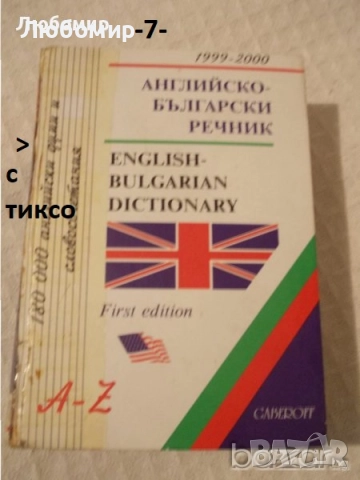 Любомир
Любомир-7-
1999-2000
АНГЛИЙСКО-
БЪЛГАРСКИ
РЕЧНИК
>
с
тиксо
180 000 английски думи и
словосъчетания
ENGLISH-
BULGARIAN
DICTIONARY
First edition
A-Z
GABEROFF